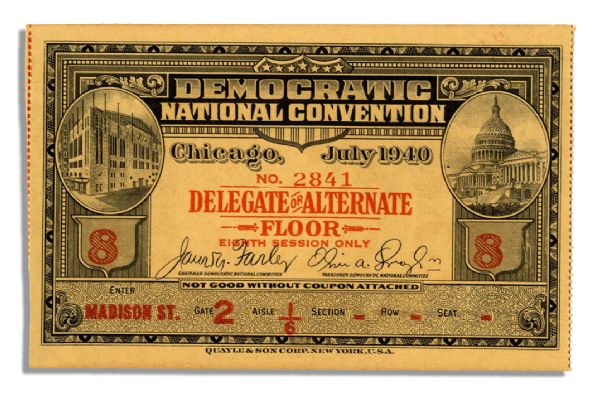 DEMOCRATIC
NATIONAL CONVENTION
Chicago, July 1940
NO. 2841
DELEGATE OR ALTERNATE
FLOOR
EIGHTH SESSION ONLY
8 8
James A. Farley
CHAIRMAN DEMOCRATIC NATIONAL COMMITTEE TREASURER DEMOCRATIC NATIONAL COMMITTEE
NOT GOOD WITHOUT COUPON ATTACHED
ENTER
MADISON ST. GATE 2 AISLE 1/6 SECTION - ROW - SEAT -
QUAYLE & SON CORP. NEW YORK, U.S.A.